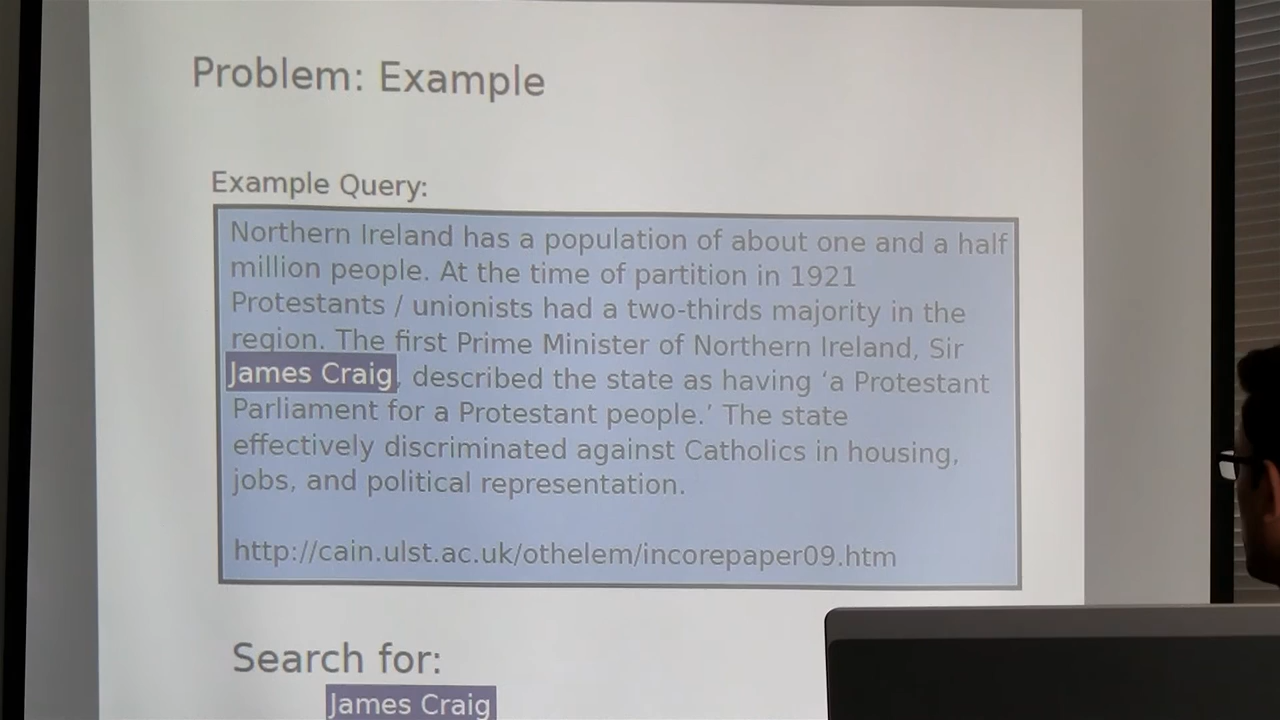 Problem: Example
Example Query:
Northern Ireland has a population of about one and a half
million people. At the time of partition in 1921
Protestants / unionists had a two-thirds majority in the
region. The first Prime Minister of Northern Ireland, Sir
James Craig, described the state as having ‘a Protestant
Parliament for a Protestant people.’ The state
effectively discriminated against Catholics in housing,
jobs, and political representation.
http://cain.ulst.ac.uk/othelem/incorepaper09.htm
Search for:
James Craig